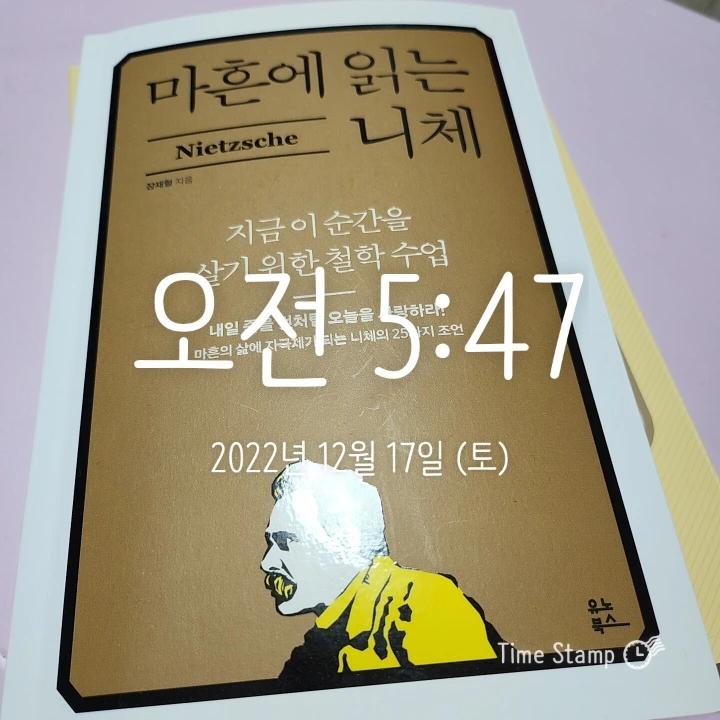 마흔에 읽는
니체
Nietzsche
장재형 지음
지금 이 순간을
살기 위한 철학 수업
오전 5:47
내일 오늘을
마흔의 삶에 되는 니체의 조언
2022년 12월 17일 (토)
유노
북스
Time Stamp